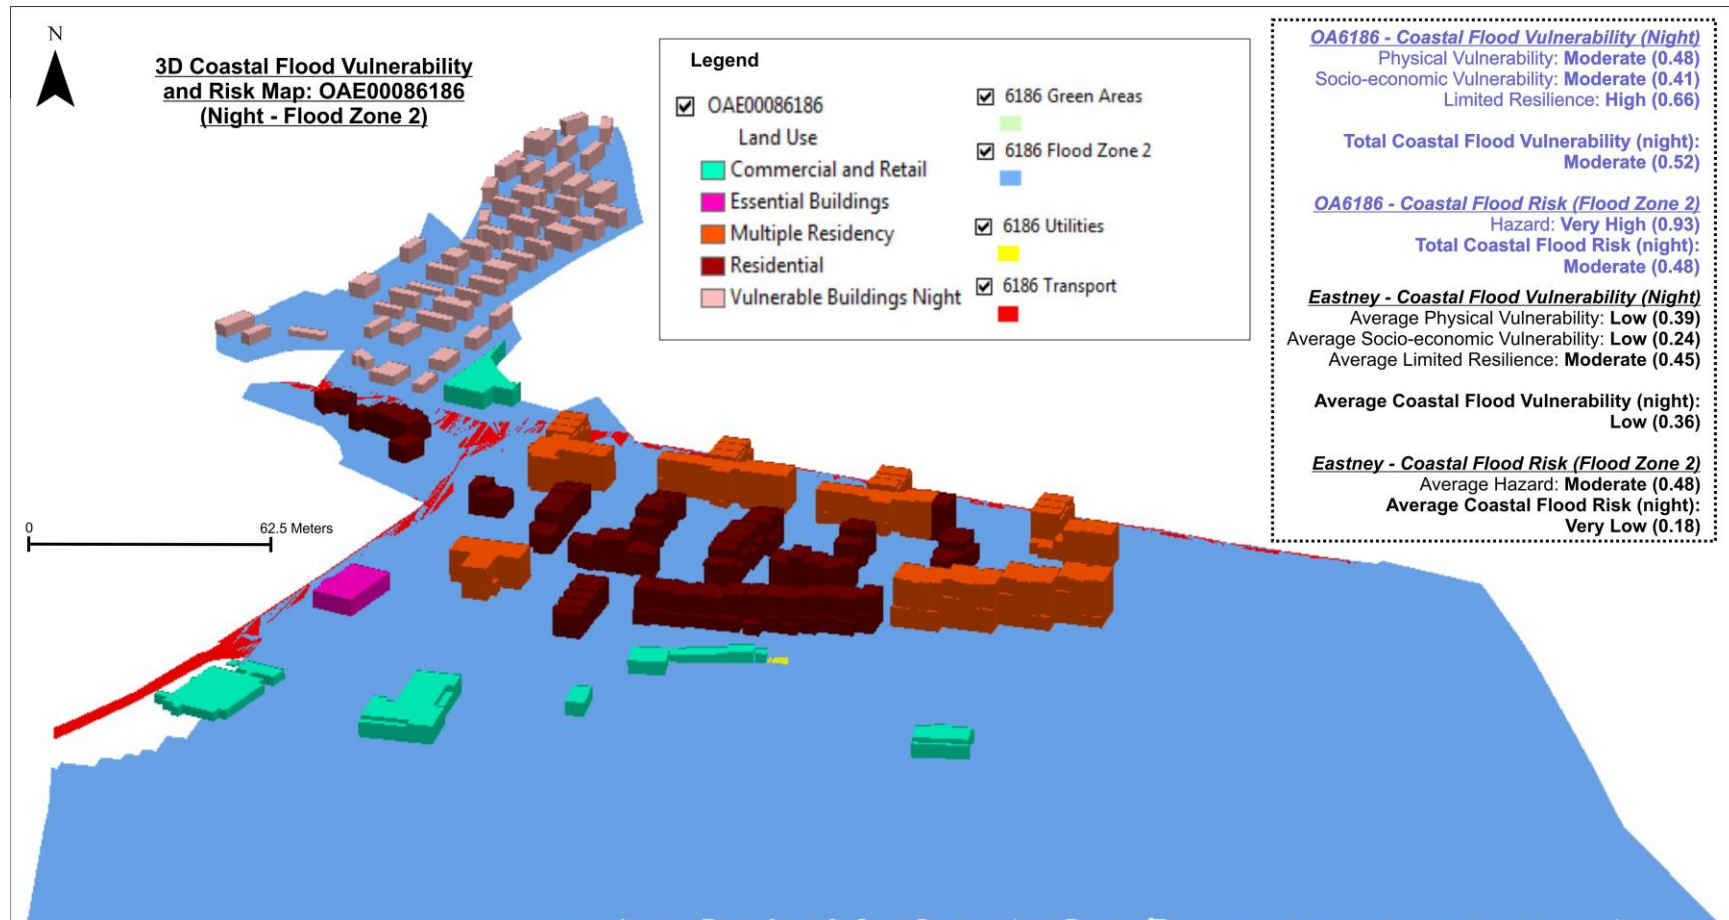 N
3D Coastal Flood Vulnerability
and Risk Map: OAE00086186
(Night - Flood Zone 2)
0
62.5 Meters
Legend
OAE00086186
Land Use
Commercial and Retail
Essential Buildings
Multiple Residency
Residential
Vulnerable Buildings Night
6186 Green Areas
6186 Flood Zone 2
6186 Utilities
6186 Transport
OA6186 - Coastal Flood Vulnerability (Night)
Physical Vulnerability: Moderate (0.48)
Socio-economic Vulnerability: Moderate (0.41)
Limited Resilience: High (0.66)
Total Coastal Flood Vulnerability (night):
Moderate (0.52)
OA6186 - Coastal Flood Risk (Flood Zone 2)
Hazard: Very High (0.93)
Total Coastal Flood Risk (night):
Moderate (0.48)
Eastney - Coastal Flood Vulnerability (Night)
Average Physical Vulnerability: Low (0.39)
Average Socio-economic Vulnerability: Low (0.24)
Average Limited Resilience: Moderate (0.45)
Average Coastal Flood Vulnerability (night):
Low (0.36)
Eastney - Coastal Flood Risk (Flood Zone 2)
Average Hazard: Moderate (0.48)
Average Coastal Flood Risk (night):
Very Low (0.18)